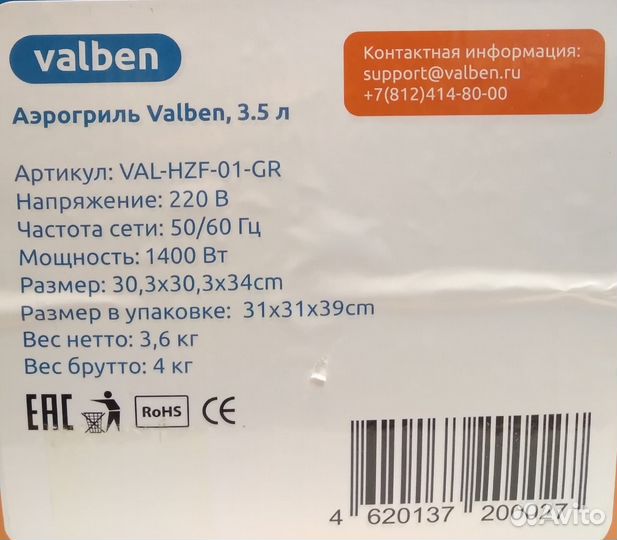 valben
Контактная информация:
support@valben.ru
+7(812)414-80-00
Аэрогриль Valben, 3.5 л
Артикул: VAL-HZF-01-GR
Напряжение: 220 В
Частота сети: 50/60 Гц
Мощность: 1400 Вт
Размер: 30,3x30,3x34cm
Размер в упаковке: 31x31x39cm
Вес нетто: 3,6 кг
Вес брутто: 4 кг
EAC RoHS CE
4 620137 200027
Avito